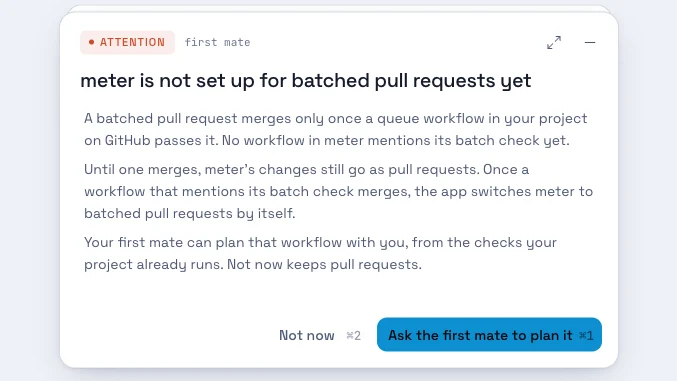 ATTENTION first mate
meter is not set up for batched pull requests yet
A batched pull request merges only once a queue workflow in your project
on GitHub passes it. No workflow in meter mentions its batch check yet.
Until one merges, meter's changes still go as pull requests. Once a
workflow that mentions its batch check merges, the app switches meter to
batched pull requests by itself.
Your first mate can plan that workflow with you, from the checks your
project already runs. Not now keeps pull requests.
Not now ⌘2 Ask the first mate to plan it ⌘1